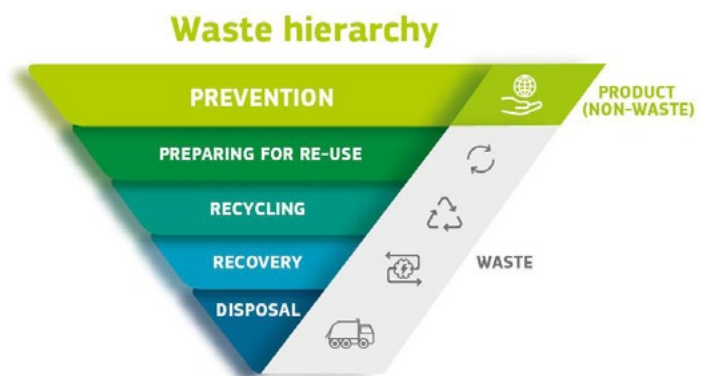 Waste hierarchy
PREVENTION
PRODUCT
(NON-WASTE)
PREPARING FOR RE-USE
RECYCLING
RECOVERY
WASTE
DISPOSAL